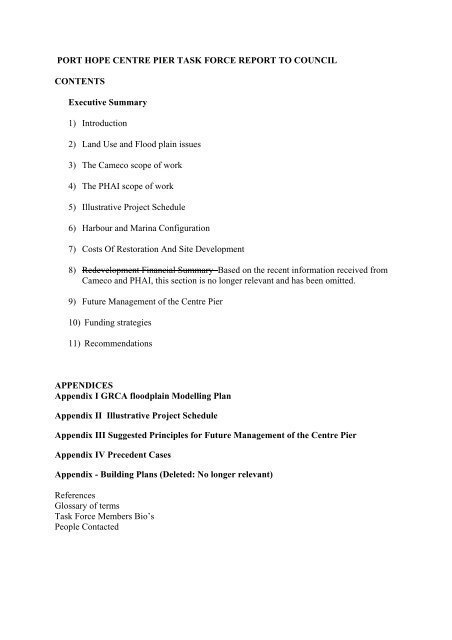 PORT HOPE CENTRE PIER TASK FORCE REPORT TO COUNCIL
CONTENTS
Executive Summary
1) Introduction
2) Land Use and Flood plain issues
3) The Cameco scope of work
4) The PHAI scope of work
5) Illustrative Project Schedule
6) Harbour and Marina Configuration
7) Costs Of Restoration And Site Development
8) Redevelopment Financial Summary Based on the recent information received from
Cameco and PHAI, this section is no longer relevant and has been omitted.
9) Future Management of the Centre Pier
10) Funding strategies
11) Recommendations
APPENDICES
Appendix I GRCA floodplain Modelling Plan
Appendix II Illustrative Project Schedule
Appendix III Suggested Principles for Future Management of the Centre Pier
Appendix IV Precedent Cases
Appendix - Building Plans (Deleted: No longer relevant)
References
Glossary of terms
Task Force Members Bio's
People Contacted